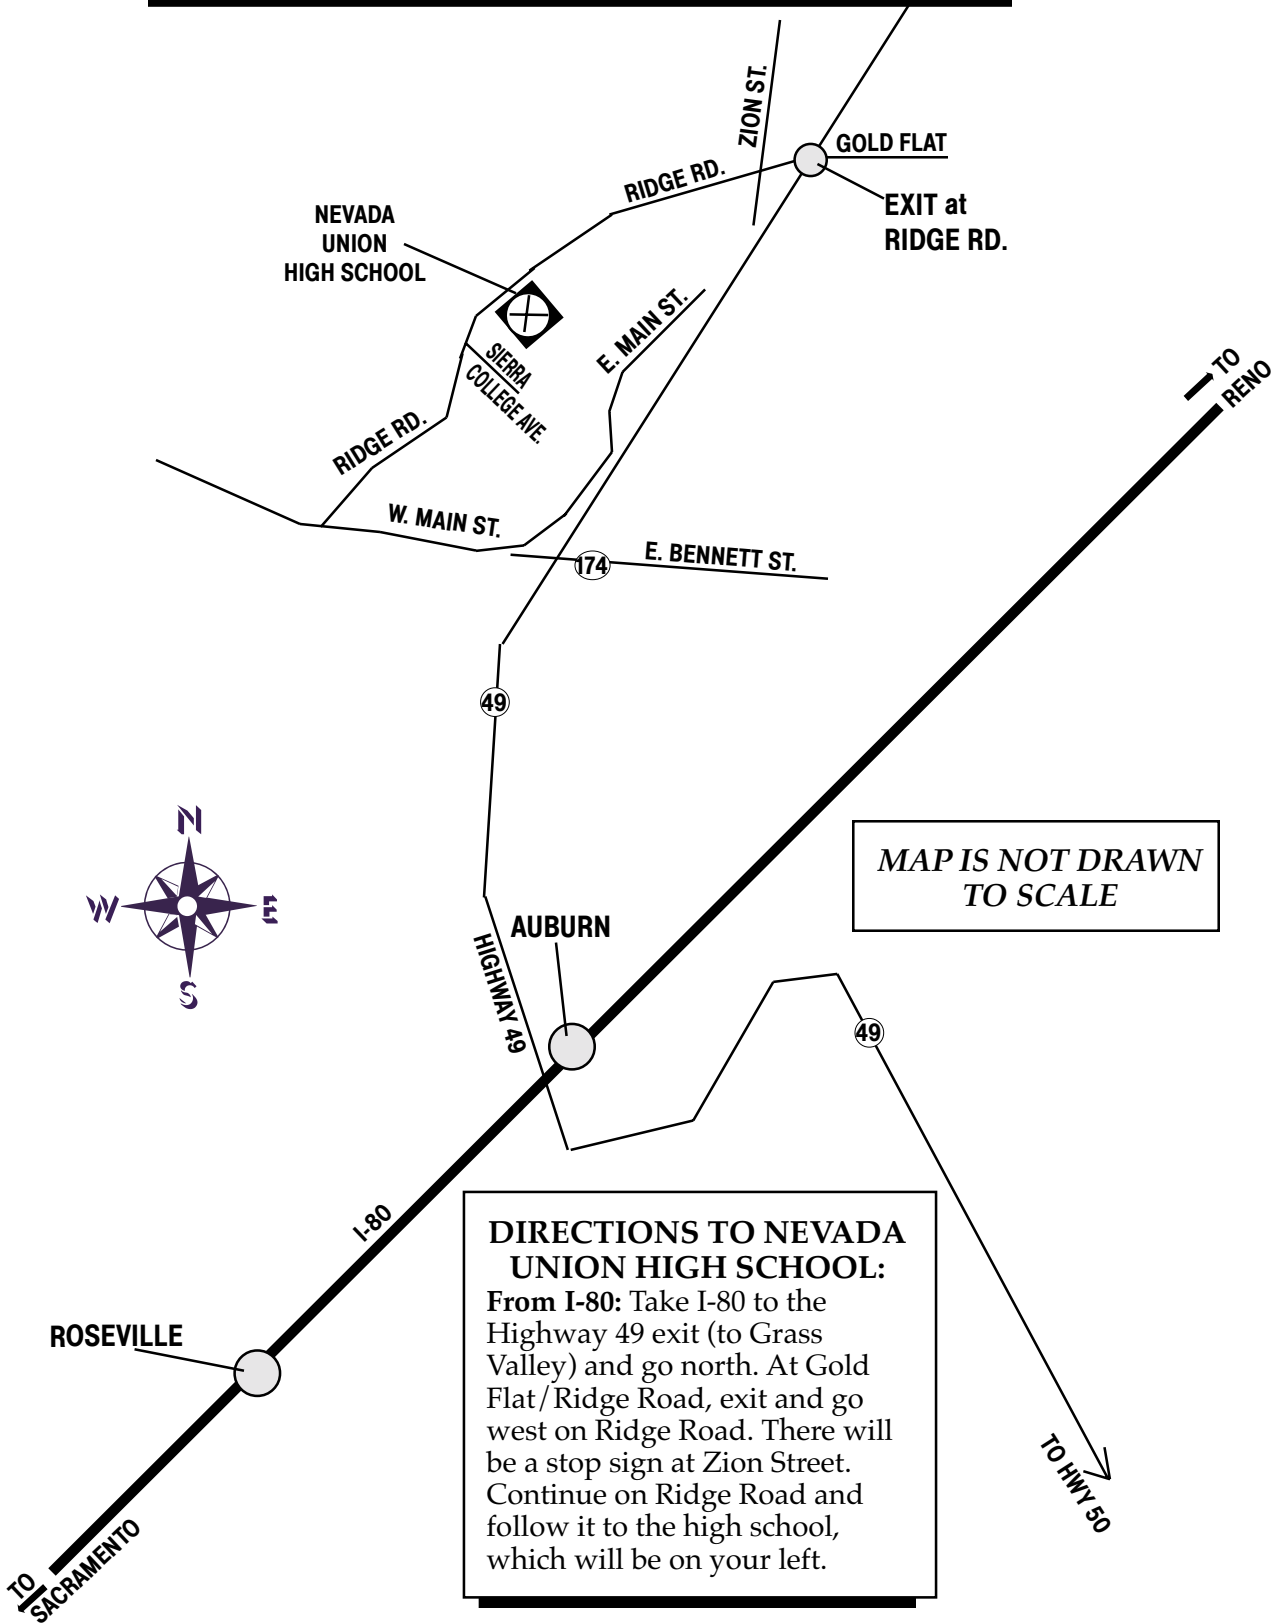 ZION ST.
GOLD FLAT
RIDGE RD.
EXIT at
RIDGE RD.
NEVADA
UNION
HIGH SCHOOL
E. MAIN ST.
SIERRA
COLLEGE AVE.
TO
RENO
RIDGE RD.
W. MAIN ST.
174
E. BENNETT ST.
49
N
W
E
S
MAP IS NOT DRAWN
TO SCALE
AUBURN
HIGHWAY 49
49
I-80
ROSEVILLE
DIRECTIONS TO NEVADA
UNION HIGH SCHOOL:
From I-80: Take I-80 to the
Highway 49 exit (to Grass
Valley) and go north. At Gold
Flat/Ridge Road, exit and go
west on Ridge Road. There will
be a stop sign at Zion Street.
Continue on Ridge Road and
follow it to the high school,
which will be on your left.
TO HWY 50
TO
SACRAMENTO